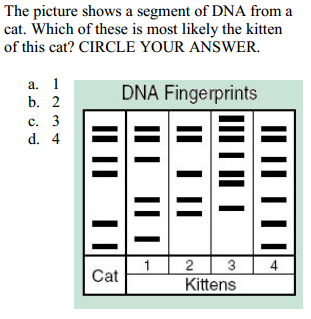 The picture shows a segment of DNA from a
cat. Which of these is most likely the kitten
of this cat? CIRCLE YOUR ANSWER.
a. 1
b. 2
c. 3
d. 4
DNA Fingerprints
Cat
1 2 3 4
Kittens